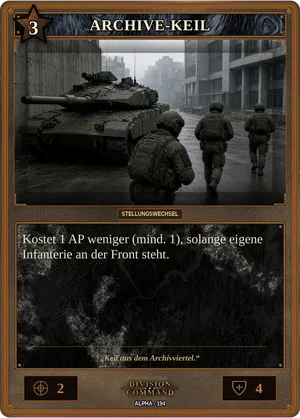 3
ARCHIVE-KEIL
STELLUNGSWECHSEL
Kostet 1 AP weniger (mind. 1), solange eigene
Infanterie an der Front steht.
„Keil aus dem Archivviertel.“
2
DIVISION
COMMAND
4
ALPHA - 194